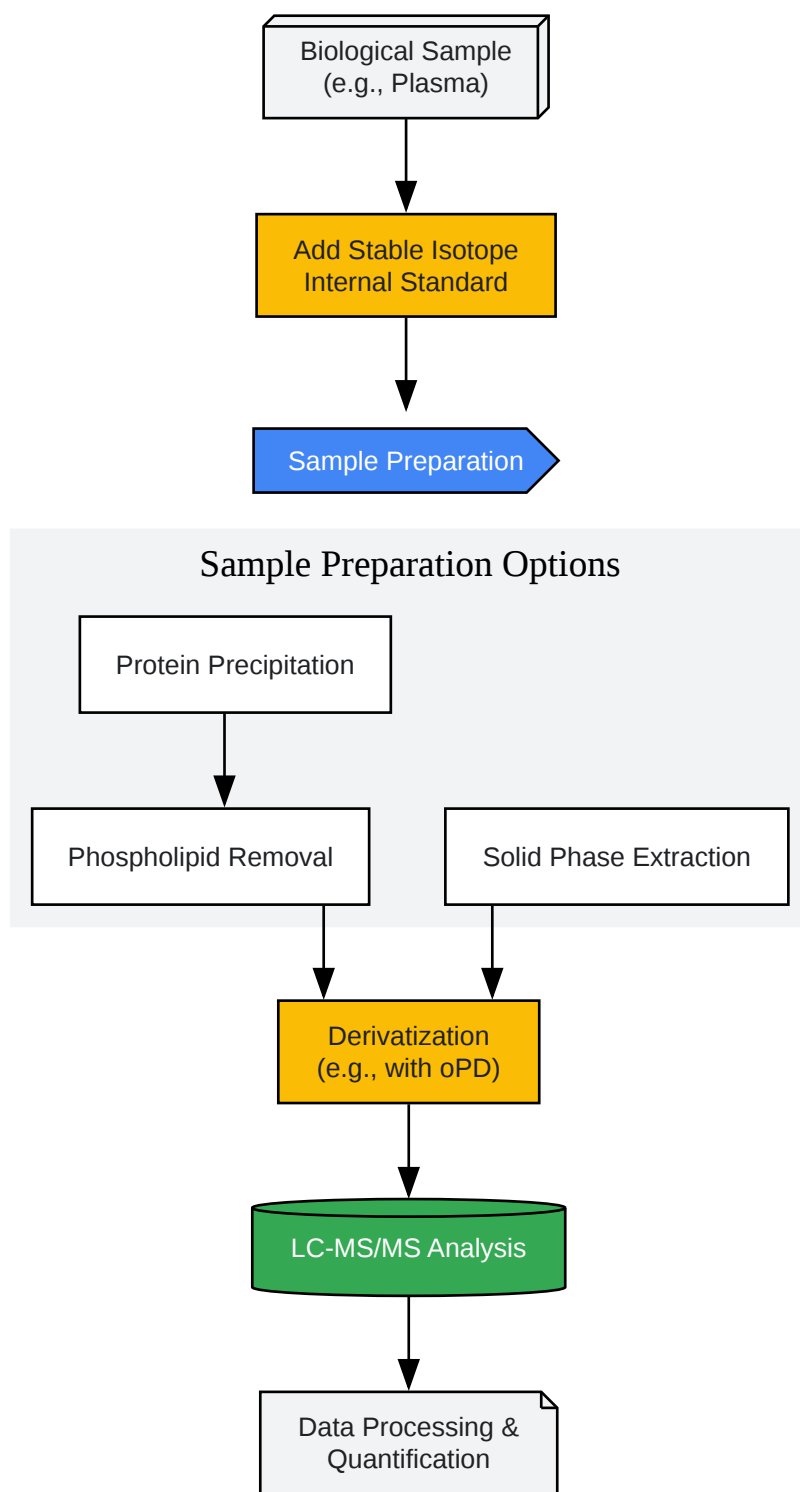 Biological Sample
(e.g., Plasma)
Add Stable Isotope
Internal Standard
Sample Preparation
Sample Preparation Options
Protein Precipitation
Phospholipid Removal
Solid Phase Extraction
Derivatization
(e.g., with oPD)
LC-MS/MS Analysis
Data Processing &
Quantification